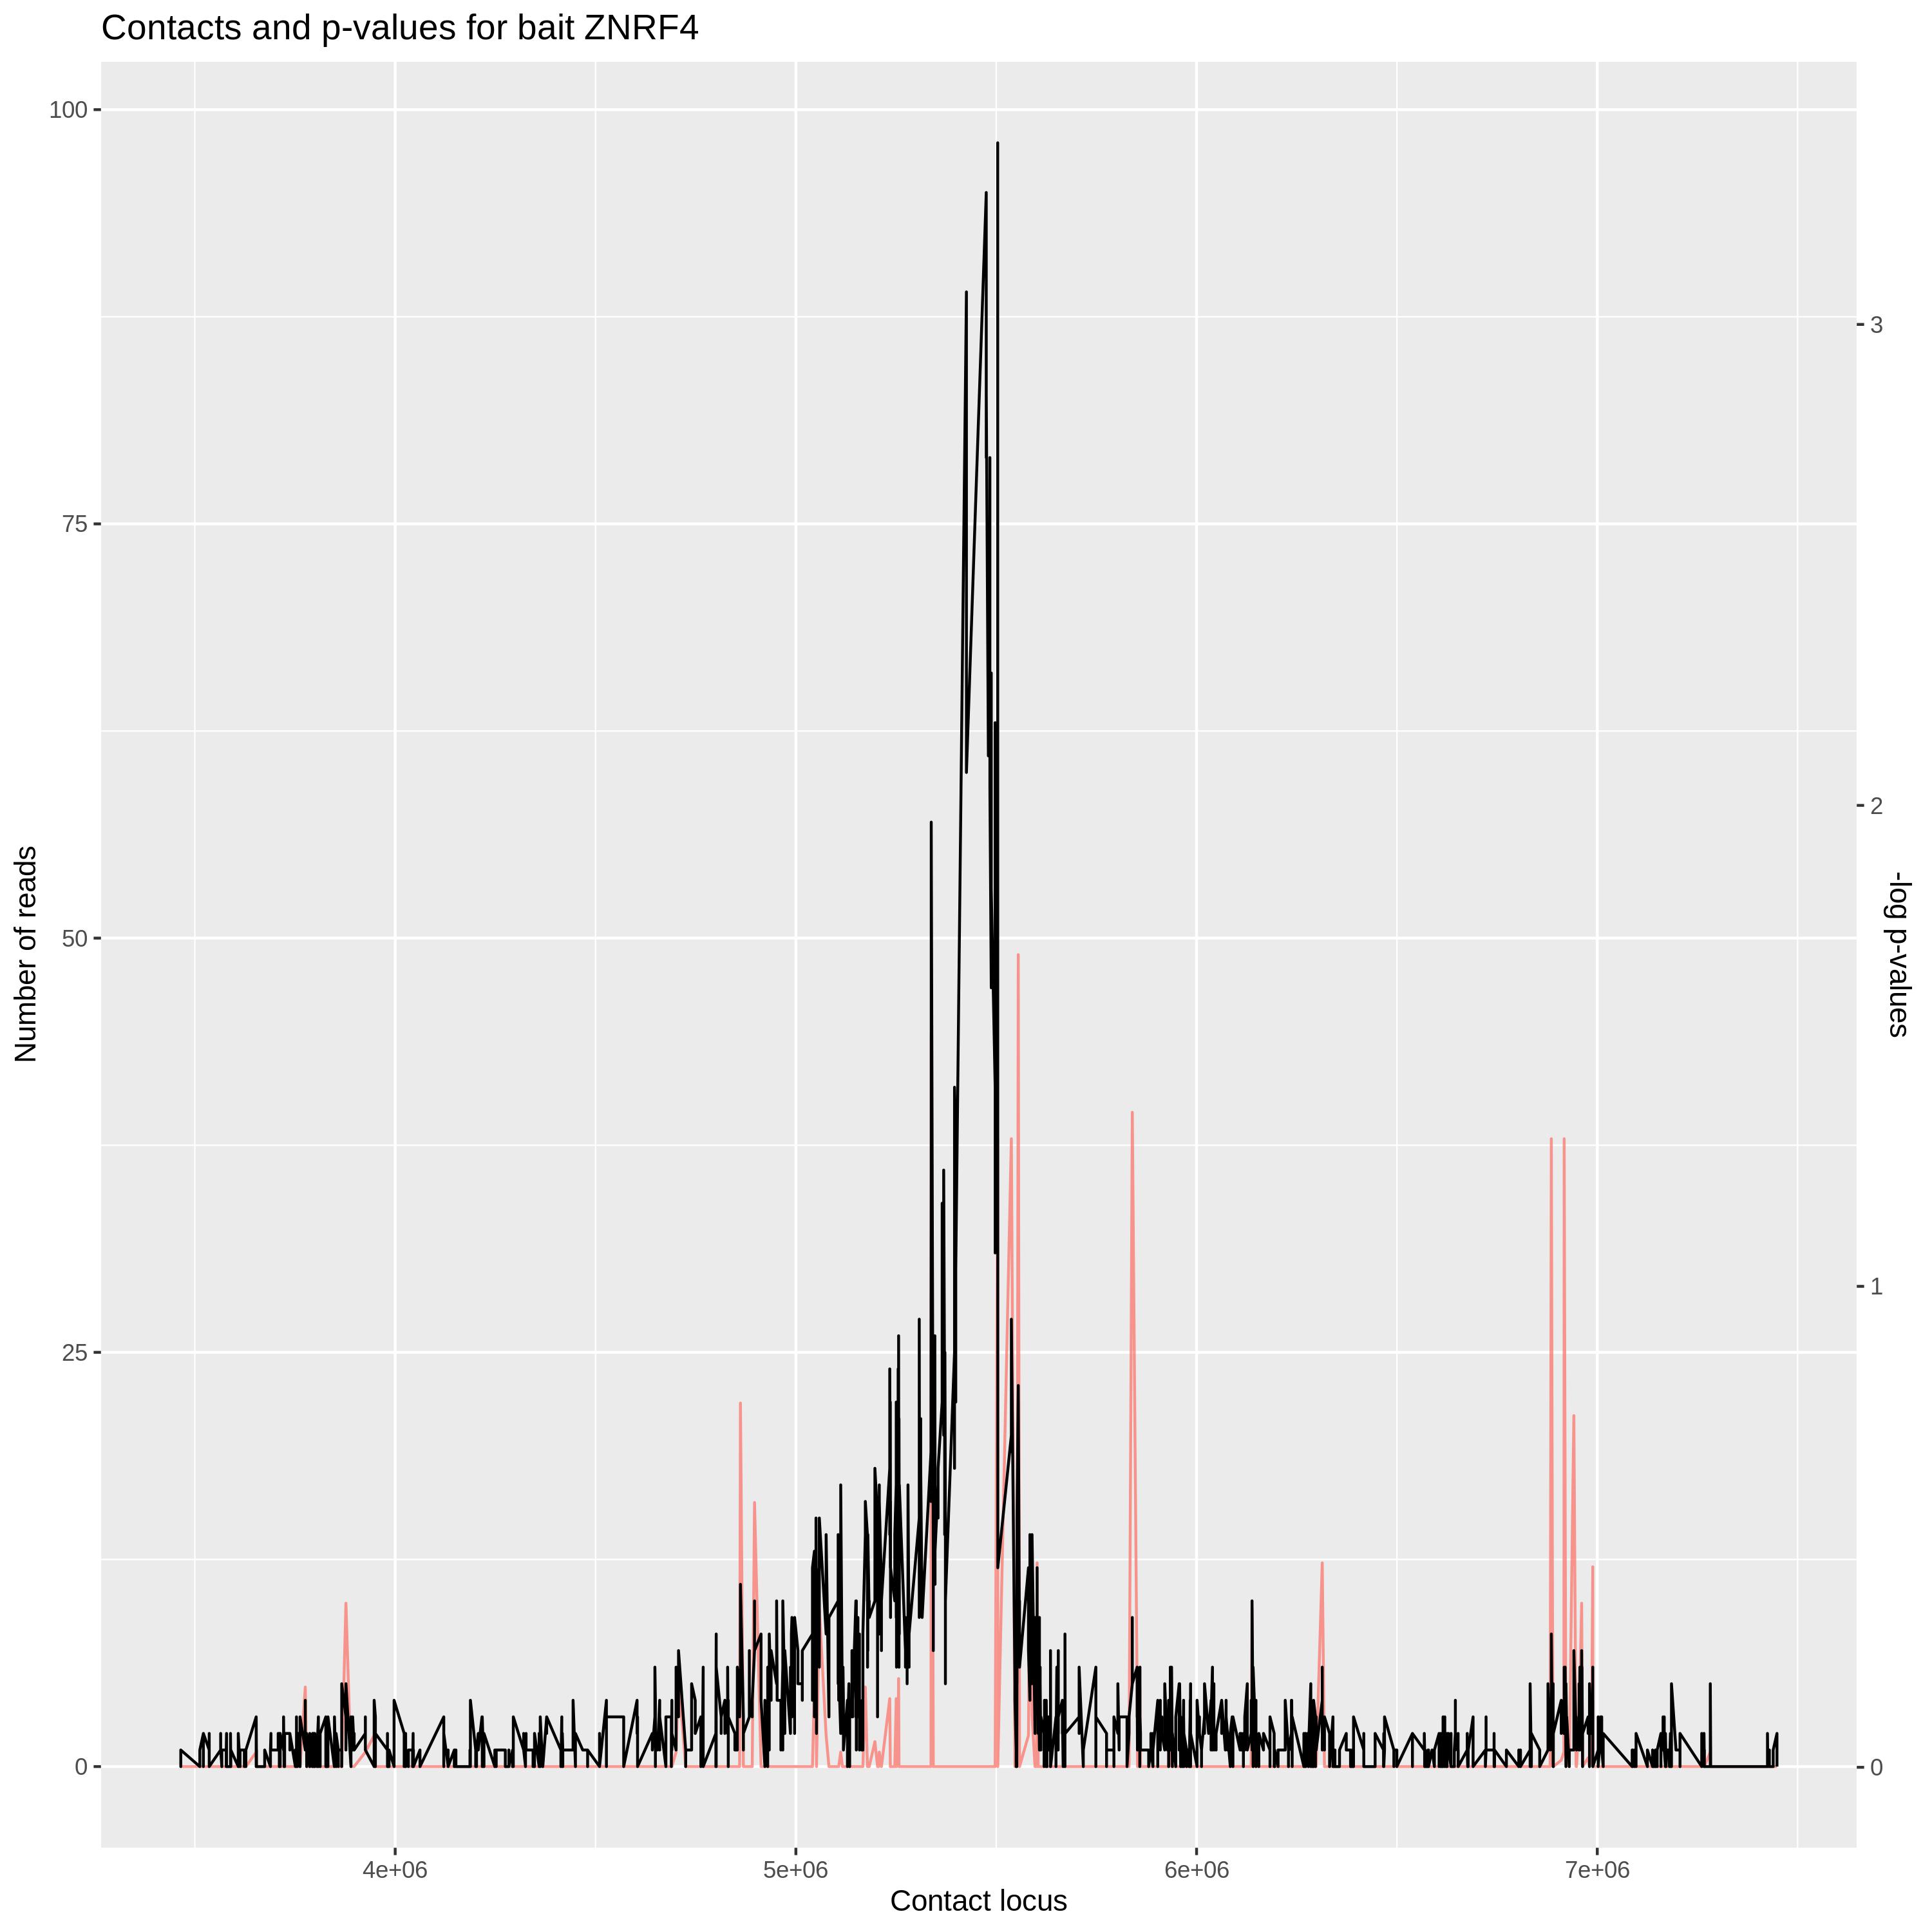 Contacts and p-values for bait ZNRF4
100
75
50
25
0
Number of reads
3
2
1
0
-log p-values
4e+06
5e+06
6e+06
7e+06
Contact locus